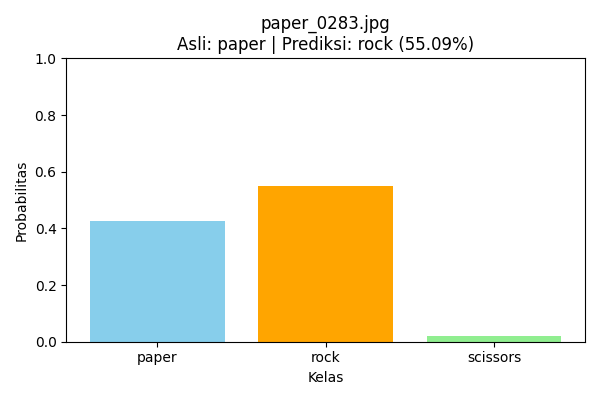 paper_0283.jpg
Asli: paper | Prediksi: rock (55.09%)
1.0
0.8
0.6
0.4
0.2
0.0
Probabilitas
paper rock scissors
Kelas